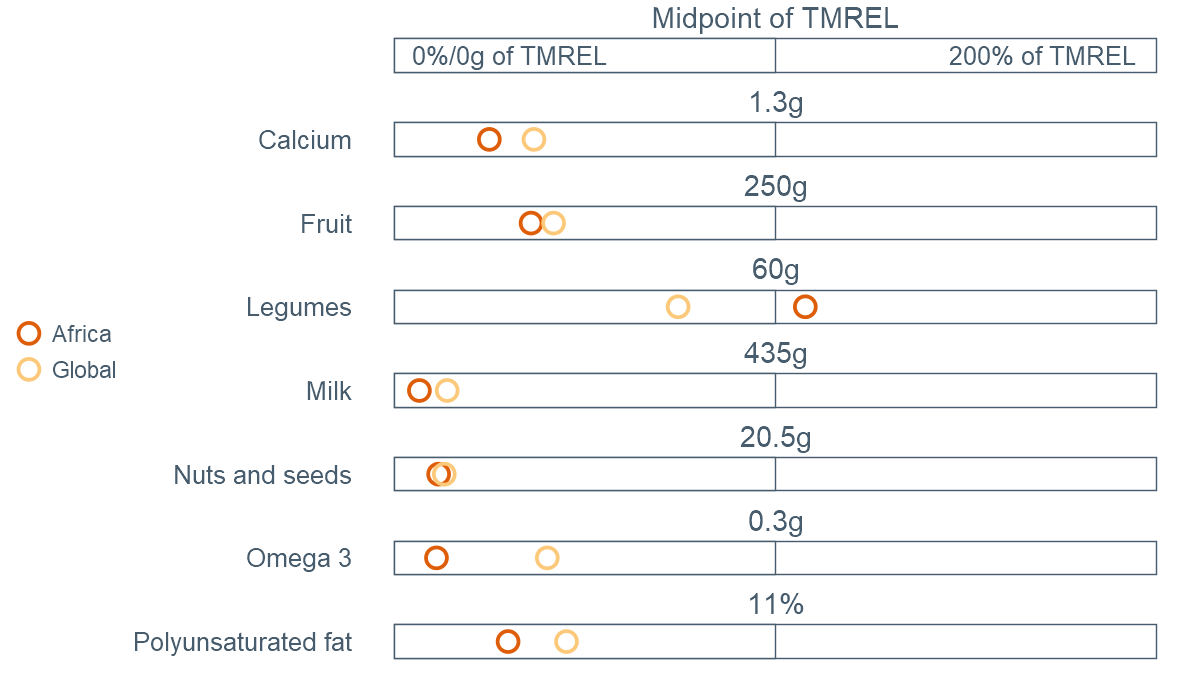 Midpoint of TMREL
0%/0g of TMREL
200% of TMREL
1.3g
Calcium
250g
Fruit
60g
Legumes
435g
Milk
20.5g
Nuts and seeds
0.3g
Omega 3
11%
Polyunsaturated fat
Africa
Global